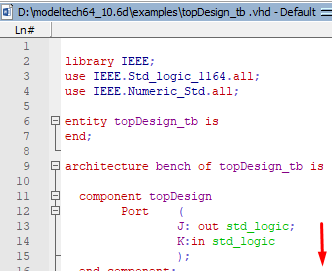 D:\modeltech64_10.6d\examples\topDesign_tb .vhd - Default
Ln#
1
2 library IEEE;
3 use IEEE.Std_logic_1164.all;
4 use IEEE.Numeric_Std.all;
5
6 entity topDesign_tb is
7 end;
8
9 architecture bench of topDesign_tb is
10
11 component topDesign
12 Port (
13 J: out std_logic;
14 K:in std_logic
15 );
16 end component;